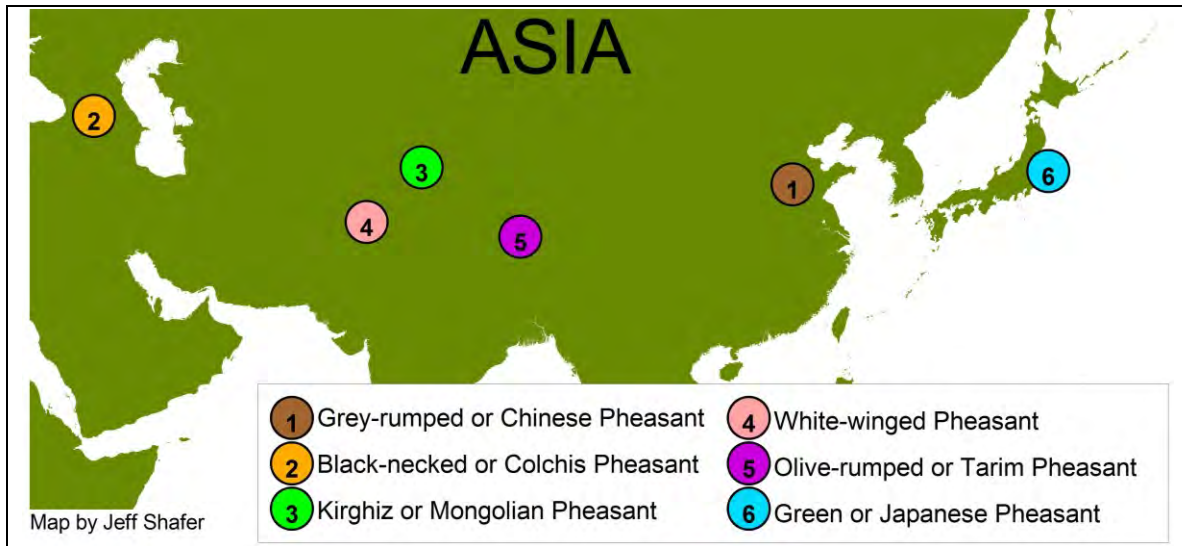 ASIA
2
3
1
6
4
5
1 Grey-rumped or Chinese Pheasant
2 Black-necked or Colchis Pheasant
3 Kirghiz or Mongolian Pheasant
4 White-winged Pheasant
5 Olive-rumped or Tarim Pheasant
6 Green or Japanese Pheasant
Map by Jeff Shafer